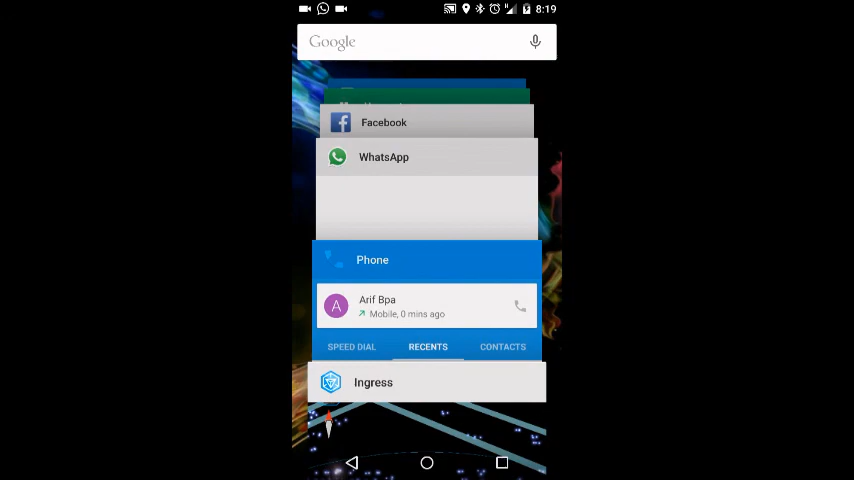 8:19
Google
Facebook
WhatsApp
Phone
A
Arif Bpa
Mobile, 0 mins ago
SPEED DIAL RECENTS CONTACTS
Ingress